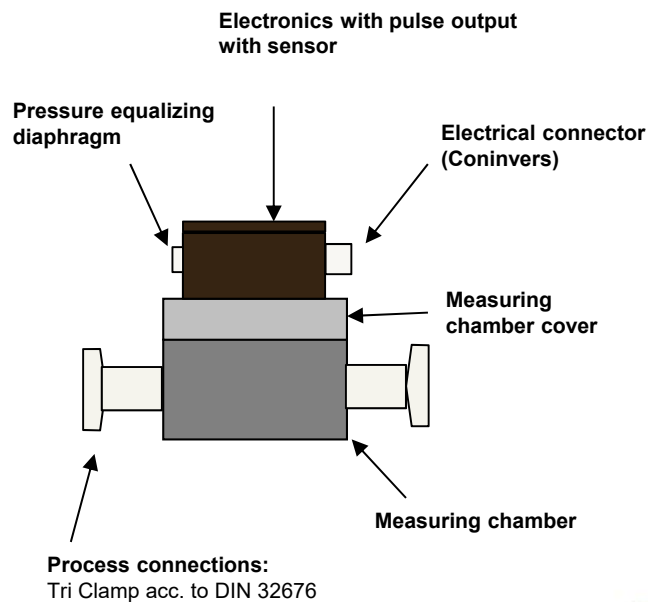 Electronics with pulse output
with sensor
Pressure equalizing
diaphragm
Electrical connector
(Coninvers)
Measuring
chamber cover
Measuring chamber
Process connections:
Tri Clamp acc. to DIN 32676